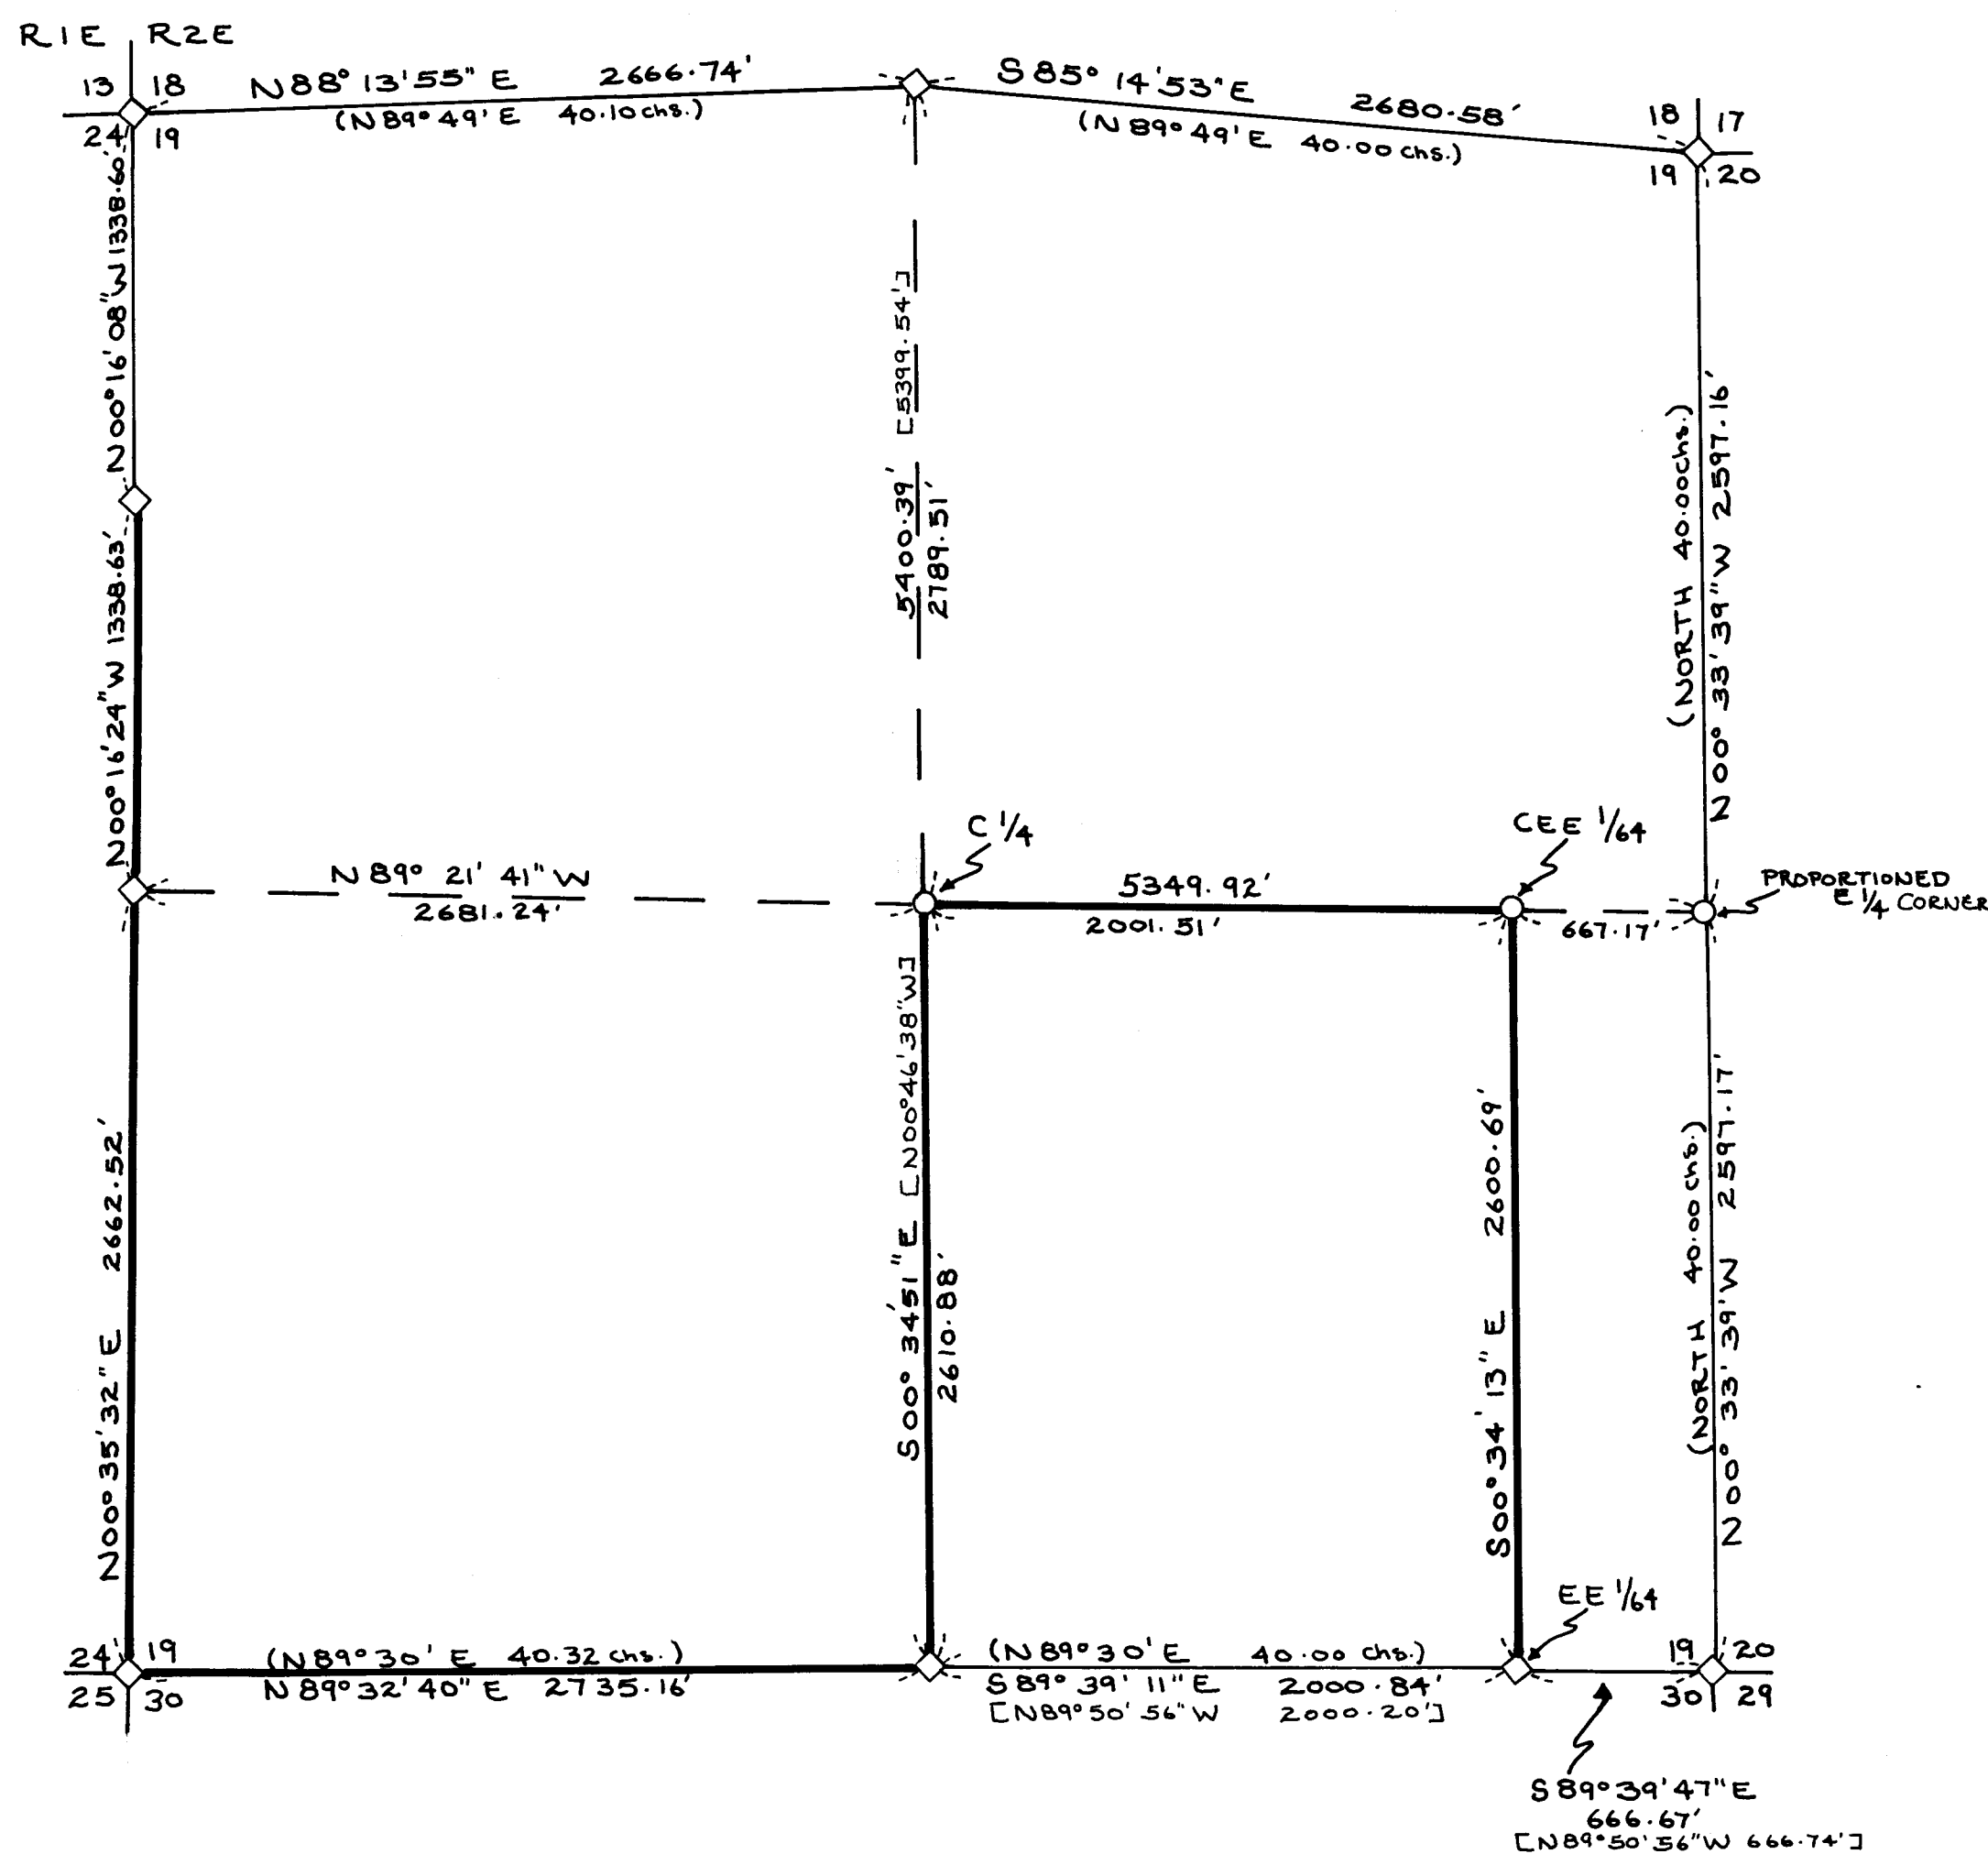 R1E R2E
13 18
24 19
N88° 13' 55" E 2666.74'
(N89° 49' E 40.10 chs.)
S85° 14' 53" E 2680.58'
(N89° 49' E 40.00 chs.)
18 17
19 20
N00° 16' 08" W 1338.60'
[5399.54']
5400.39'
2789.51'
(NORTH 40.00 chs.)
N00° 33' 39" W 2597.16'
N00° 16' 24" W 1138.63'
C 1/4
CEE 1/64
N89° 21' 41" W
2681.24'
5349.92'
2001.51'
667.17'
PROPORTIONED
E 1/4 CORNER
N00° 35' 32" E 2662.52'
S00° 34' 51" E [N00° 46' 38" W]
2610.88'
S00° 34' 13" E 2600.69'
(NORTH 40.00 chs.)
N00° 33' 39" W 2597.17'
EE 1/64
24 19
25 30
(N89° 30' E 40.32 chs.)
N89° 32' 40" E 2735.16'
(N89° 30' E 40.00 chs.)
S89° 39' 11" E 2000.84'
[N89° 50' 56" W 2000.20']
19 20
30 29
S89° 39' 47" E
666.67'
[N89° 50' 56" W 666.74']